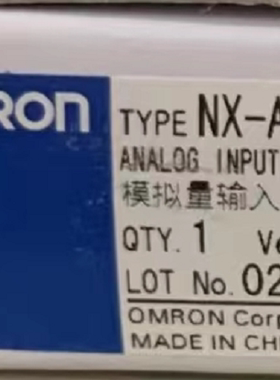 RON
TYPE NX-A
ANALOG INPUT
模拟量输入
QTY. 1 Ve
LOT No. 02
OMRON Corp
MADE IN CH